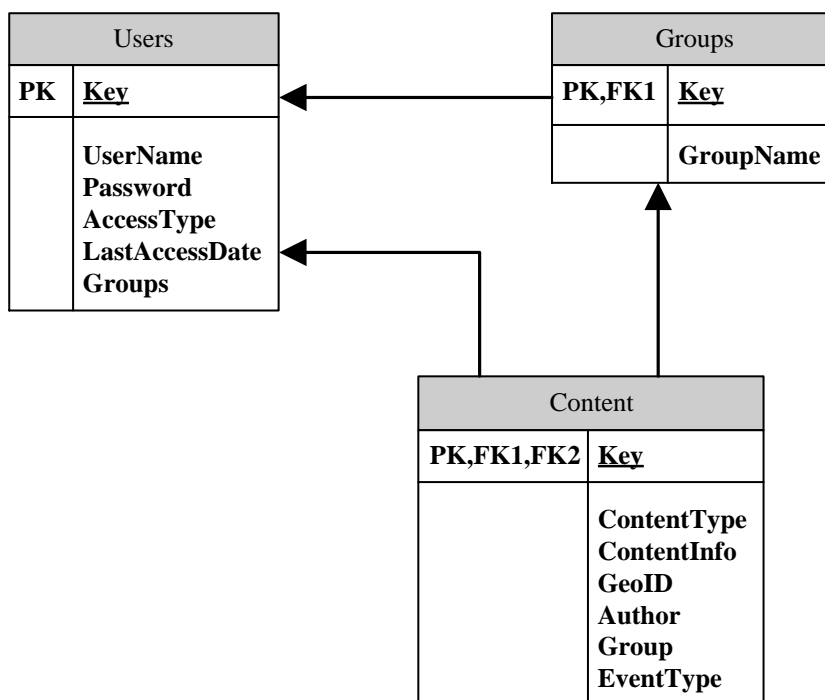 Users
PK Key
UserName
Password
AccessType
LastAccessDate
Groups
Groups
PK,FK1 Key
GroupName
Content
PK,FK1,FK2 Key
ContentType
ContentInfo
GeoID
Author
Group
EventType